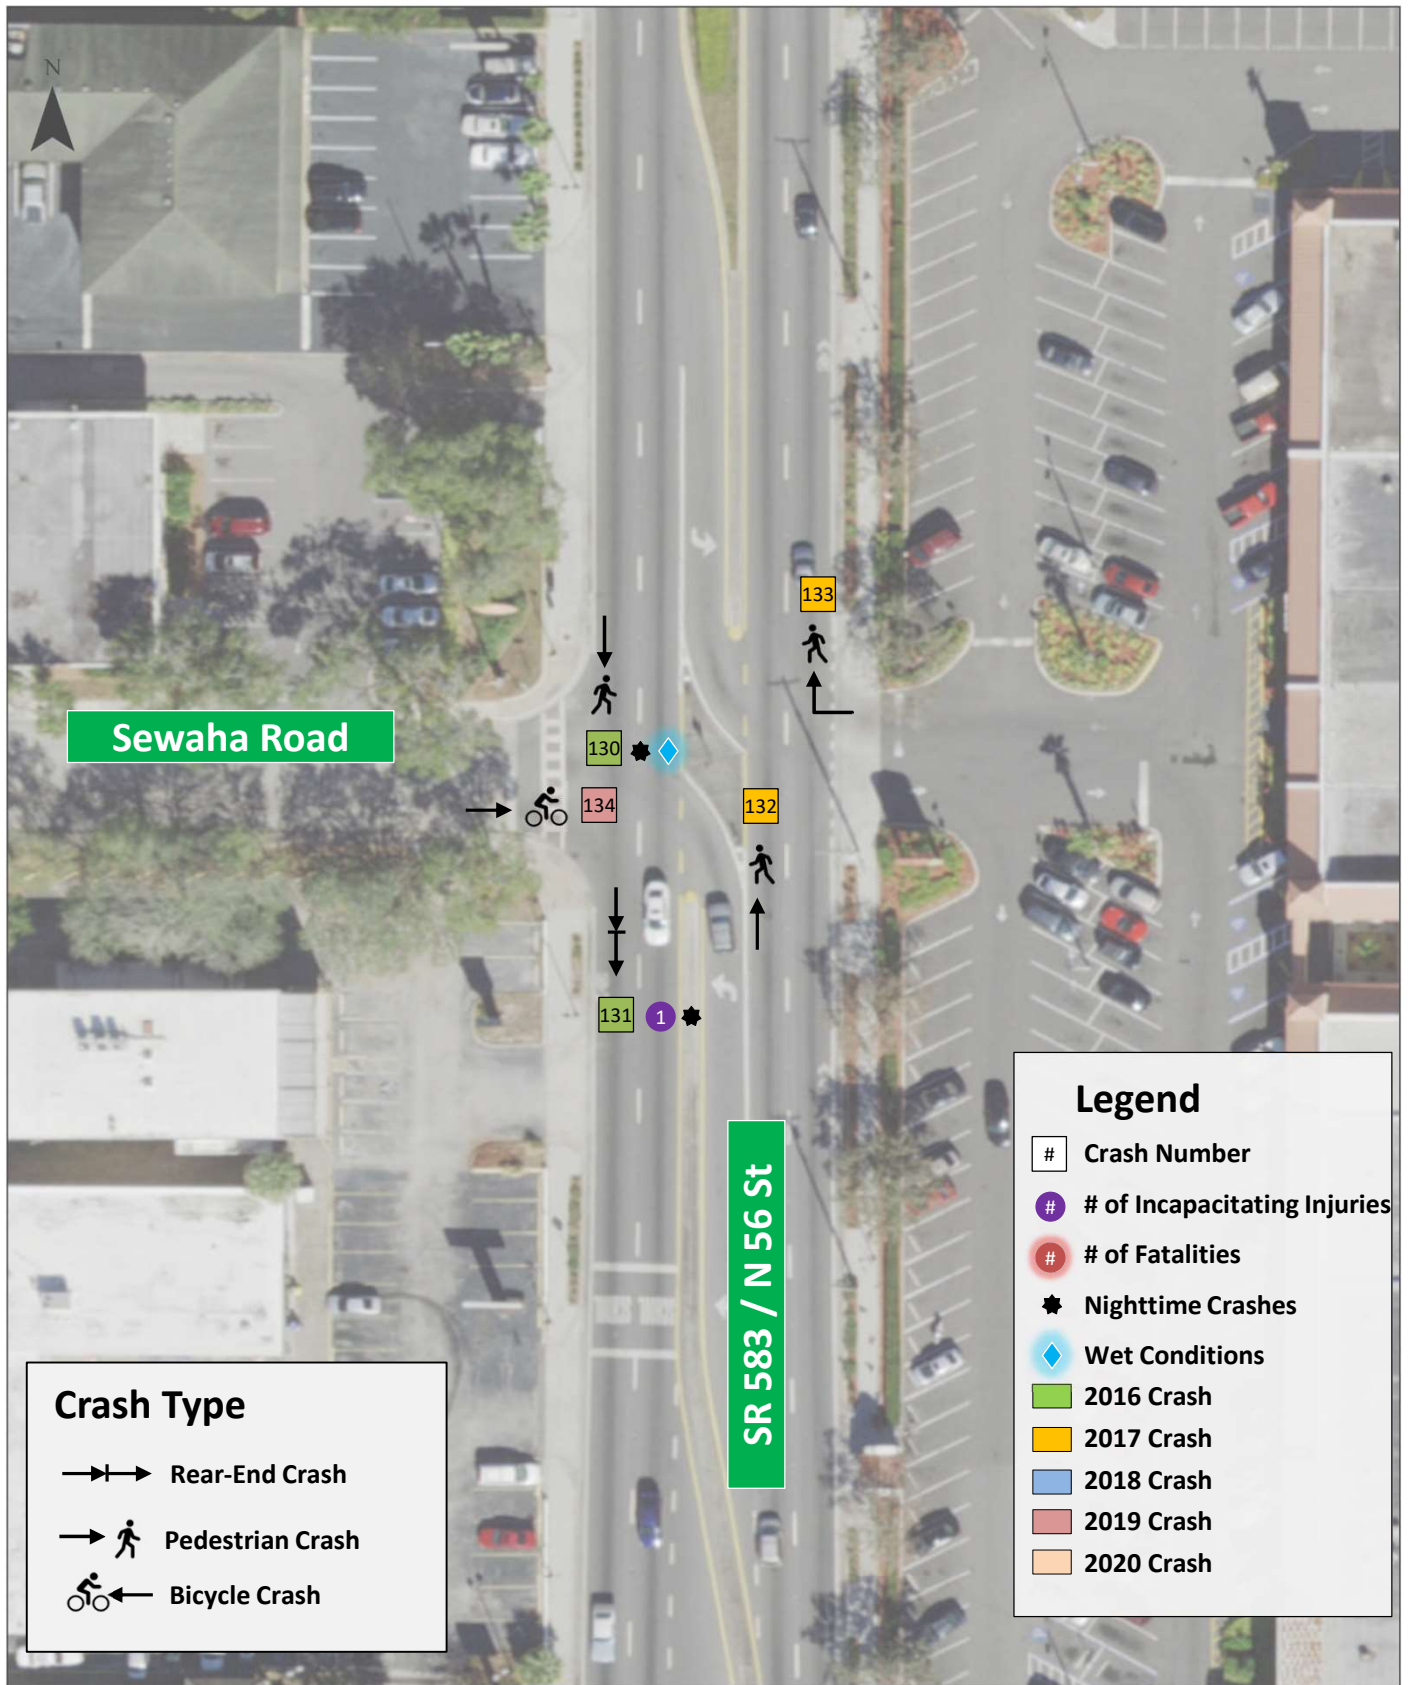 N
133
Sewaha Road
130
134
132
131
1
SR 583 / N 56 St
Legend
# Crash Number
# # of Incapacitating Injuries
# # of Fatalities
Nighttime Crashes
Wet Conditions
2016 Crash
2017 Crash
2018 Crash
2019 Crash
2020 Crash
Crash Type
Rear-End Crash
Pedestrian Crash
Bicycle Crash